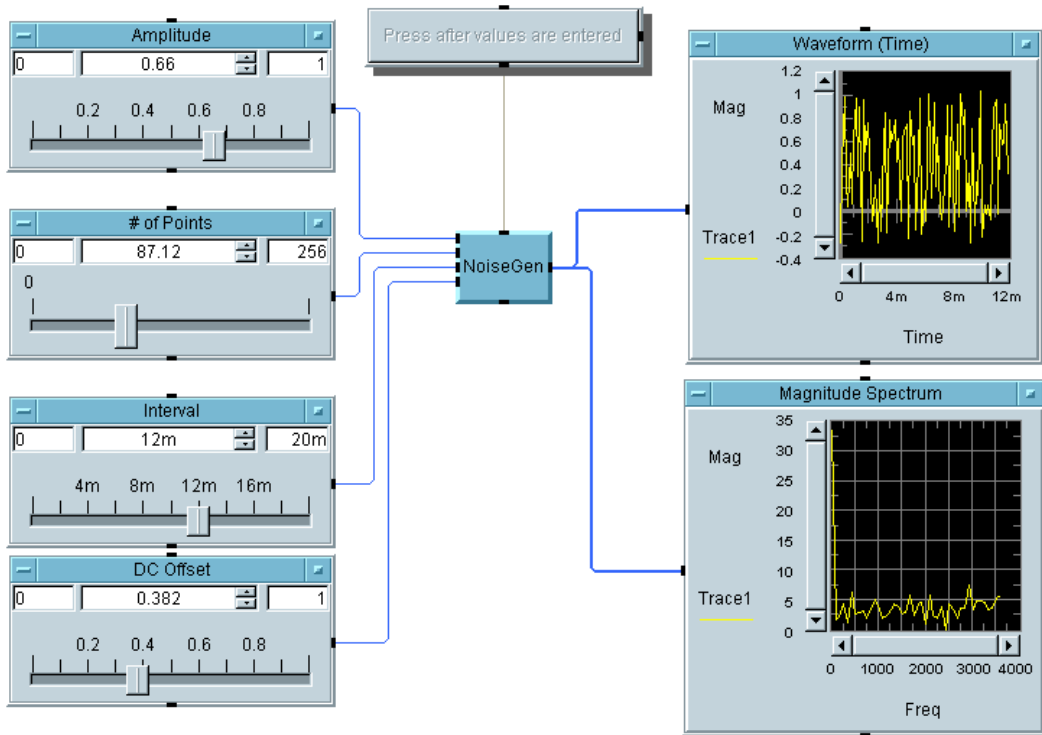 Amplitude
0 0.66 1
0.2 0.4 0.6 0.8
# of Points
0 87.12 256
0
Interval
0 12m 20m
4m 8m 12m 16m
DC Offset
0 0.382 1
0.2 0.4 0.6 0.8
Press after values are entered
NoiseGen
Waveform (Time)
Mag
Trace1
1.2
1
0.8
0.6
0.4
0.2
0
-0.2
-0.4
0 4m 8m 12m
Time
Magnitude Spectrum
Mag
Trace1
35
30
25
20
15
10
5
0
0 1000 2000 3000 4000
Freq